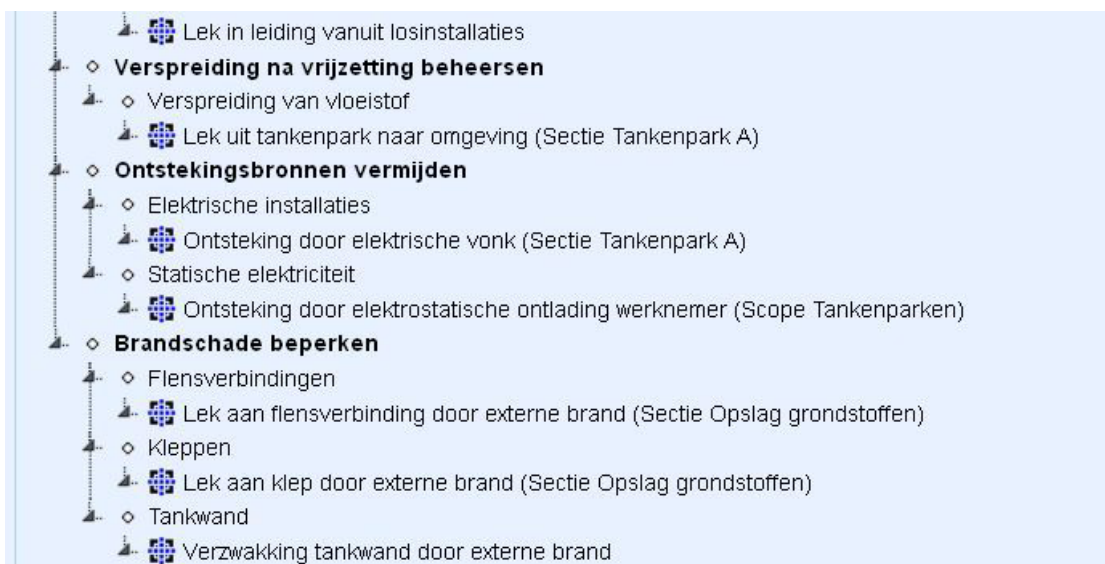 Lek in leiding vanuit losinstallaties
Verspreiding na vrijzetting beheersen
Verspreiding van vloeistof
Lek uit tankenpark naar omgeving (Sectie Tankenpark A)
Ontstekingsbronnen vermijden
Elektrische installaties
Ontsteking door elektrische vonk (Sectie Tankenpark A)
Statische elektriciteit
Ontsteking door elektrostatische ontlading werknemer (Scope Tankenparken)
Brandschade beperken
Flensverbindingen
Lek aan flensverbinding door externe brand (Sectie Opslag grondstoffen)
Kleppen
Lek aan klep door externe brand (Sectie Opslag grondstoffen)
Tankwand
Verzwakking tankwand door externe brand